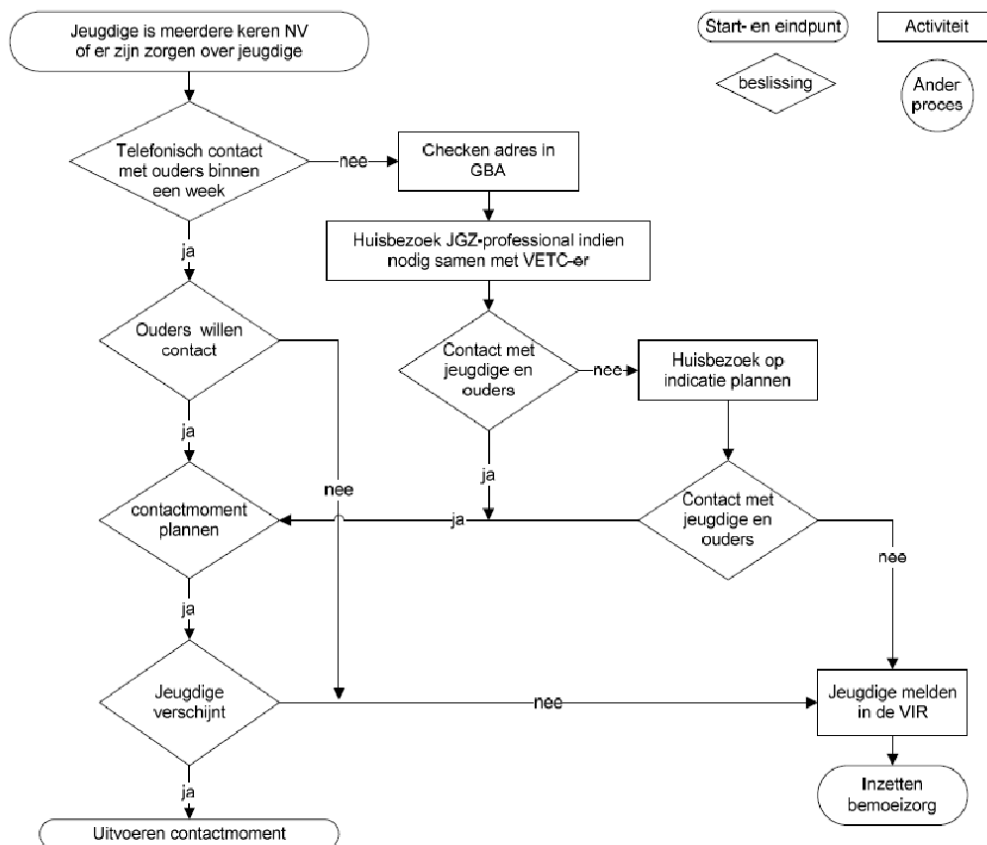 Jeugdige is meerdere keren NV
of er zijn zorgen over jeugdige
Start- en eindpunt
Activiteit
beslissing
Ander
proces
Telefonisch contact
met ouders binnen
een week
nee
Checken adres in
GBA
ja
Huisbezoek JGZ-professional indien
nodig samen met VETC-er
Ouders willen
contact
Contact met
jeugdige en
ouders
nee
Huisbezoek op
indicatie plannen
ja
ja
nee
contactmoment
plannen
ja
Contact met
jeugdige en
ouders
nee
ja
Jeugdige
verschijnt
nee
Jeugdige melden
in de VIR
ja
Inzetten
bemoeizorg
Uitvoeren contactmoment